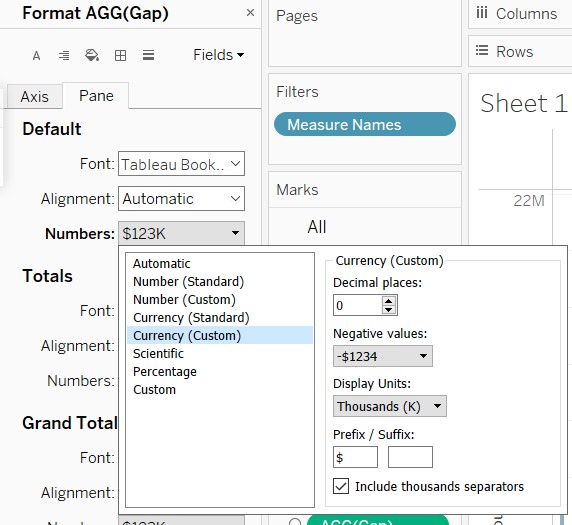 Format AGG(Gap) ×
Fields
Axis Pane
Default
Font: Tableau Book..
Alignment: Automatic
Numbers: $123K
Automatic
Number (Standard)
Number (Custom)
Currency (Standard)
Currency (Custom)
Scientific
Percentage
Custom
Currency (Custom)
Decimal places:
0
Negative values:
-$1234
Display Units:
Thousands (K)
Prefix / Suffix:
$
Include thousands separators
Totals
Font:
Alignment:
Numbers:
Grand Total
Font:
Alignment:
$123K
Pages
Filters
Measure Names
Marks
All
AGG(Gap)
Columns
Rows
Sheet 1
22M